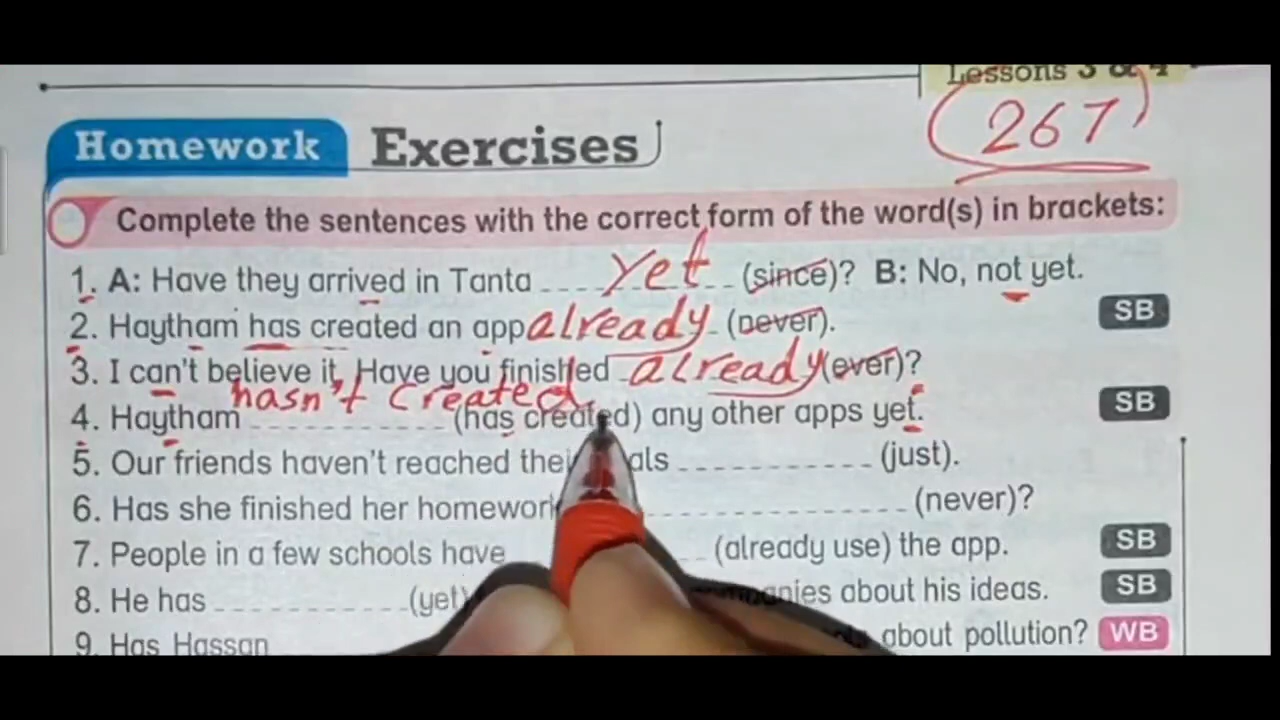 Lessons 3 & 4
267
Homework Exercises
Complete the sentences with the correct form of the word(s) in brackets:
1. A: Have they arrived in Tanta yet (since)? B: No, not yet.
2. Haytham has created an app already (never). SB
3. I can't believe it, Have you finished already (ever)?
hasn't created
4. Haytham (has created) any other apps yet. SB
5. Our friends haven't reached (just).
6. Has she finished her (never)?
7. People in a few schools have (already use) the app. SB
8. He has (yet) about his ideas. SB
9. Has Hassan about pollution? WB